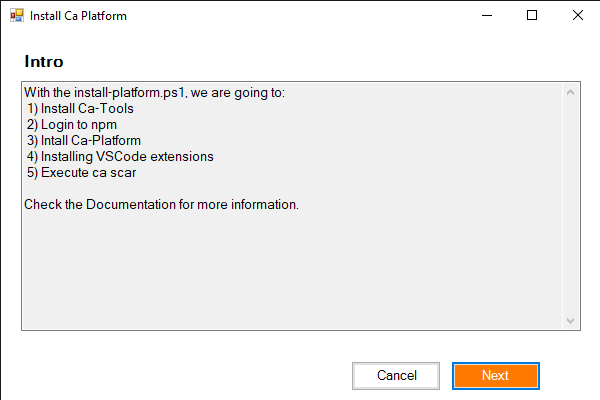 Install Ca Platform
Intro
With the install-platform.ps1, we are going to:
1) Install Ca-Tools
2) Login to npm
3) Intall Ca-Platform
4) Installing VSCode extensions
5) Execute ca scar
Check the Documentation for more information.
Cancel
Next